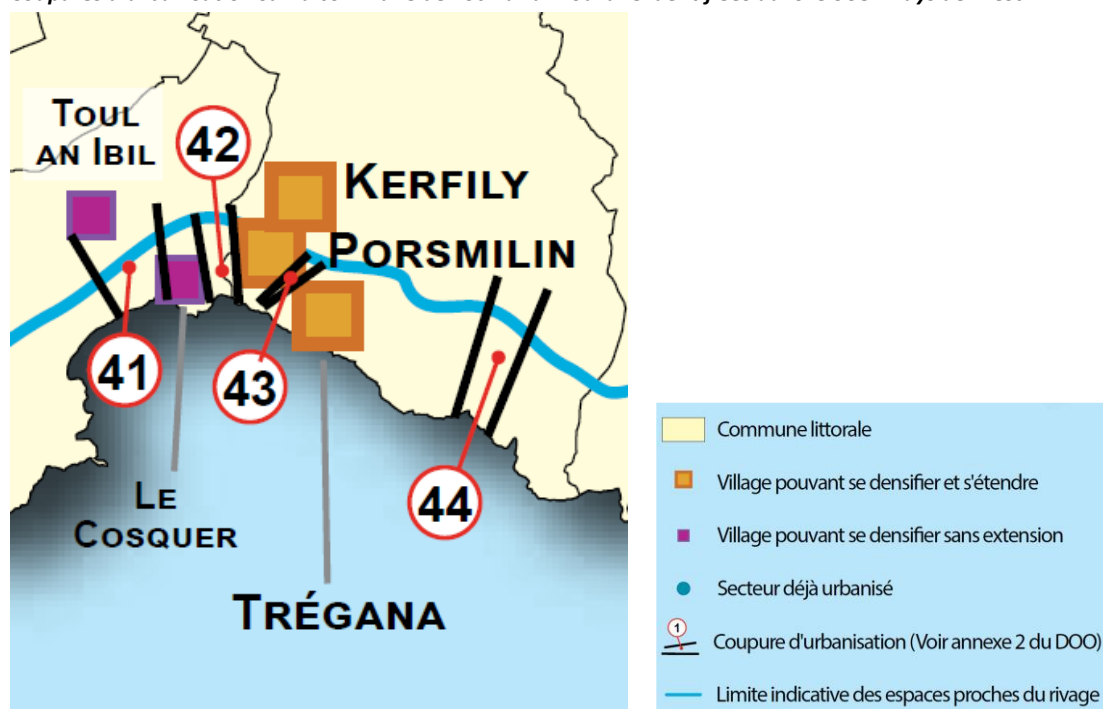 TOUL
AN IBIL
42
KERFILY
PORSMILIN
41
43
44
LE
COSQUER
TRÉGANA
Commune littorale
Village pouvant se densifier et s'étendre
Village pouvant se densifier sans extension
Secteur déjà urbanisé
1
Coupure d'urbanisation (Voir annexe 2 du DOO)
Limite indicative des espaces proches du rivage